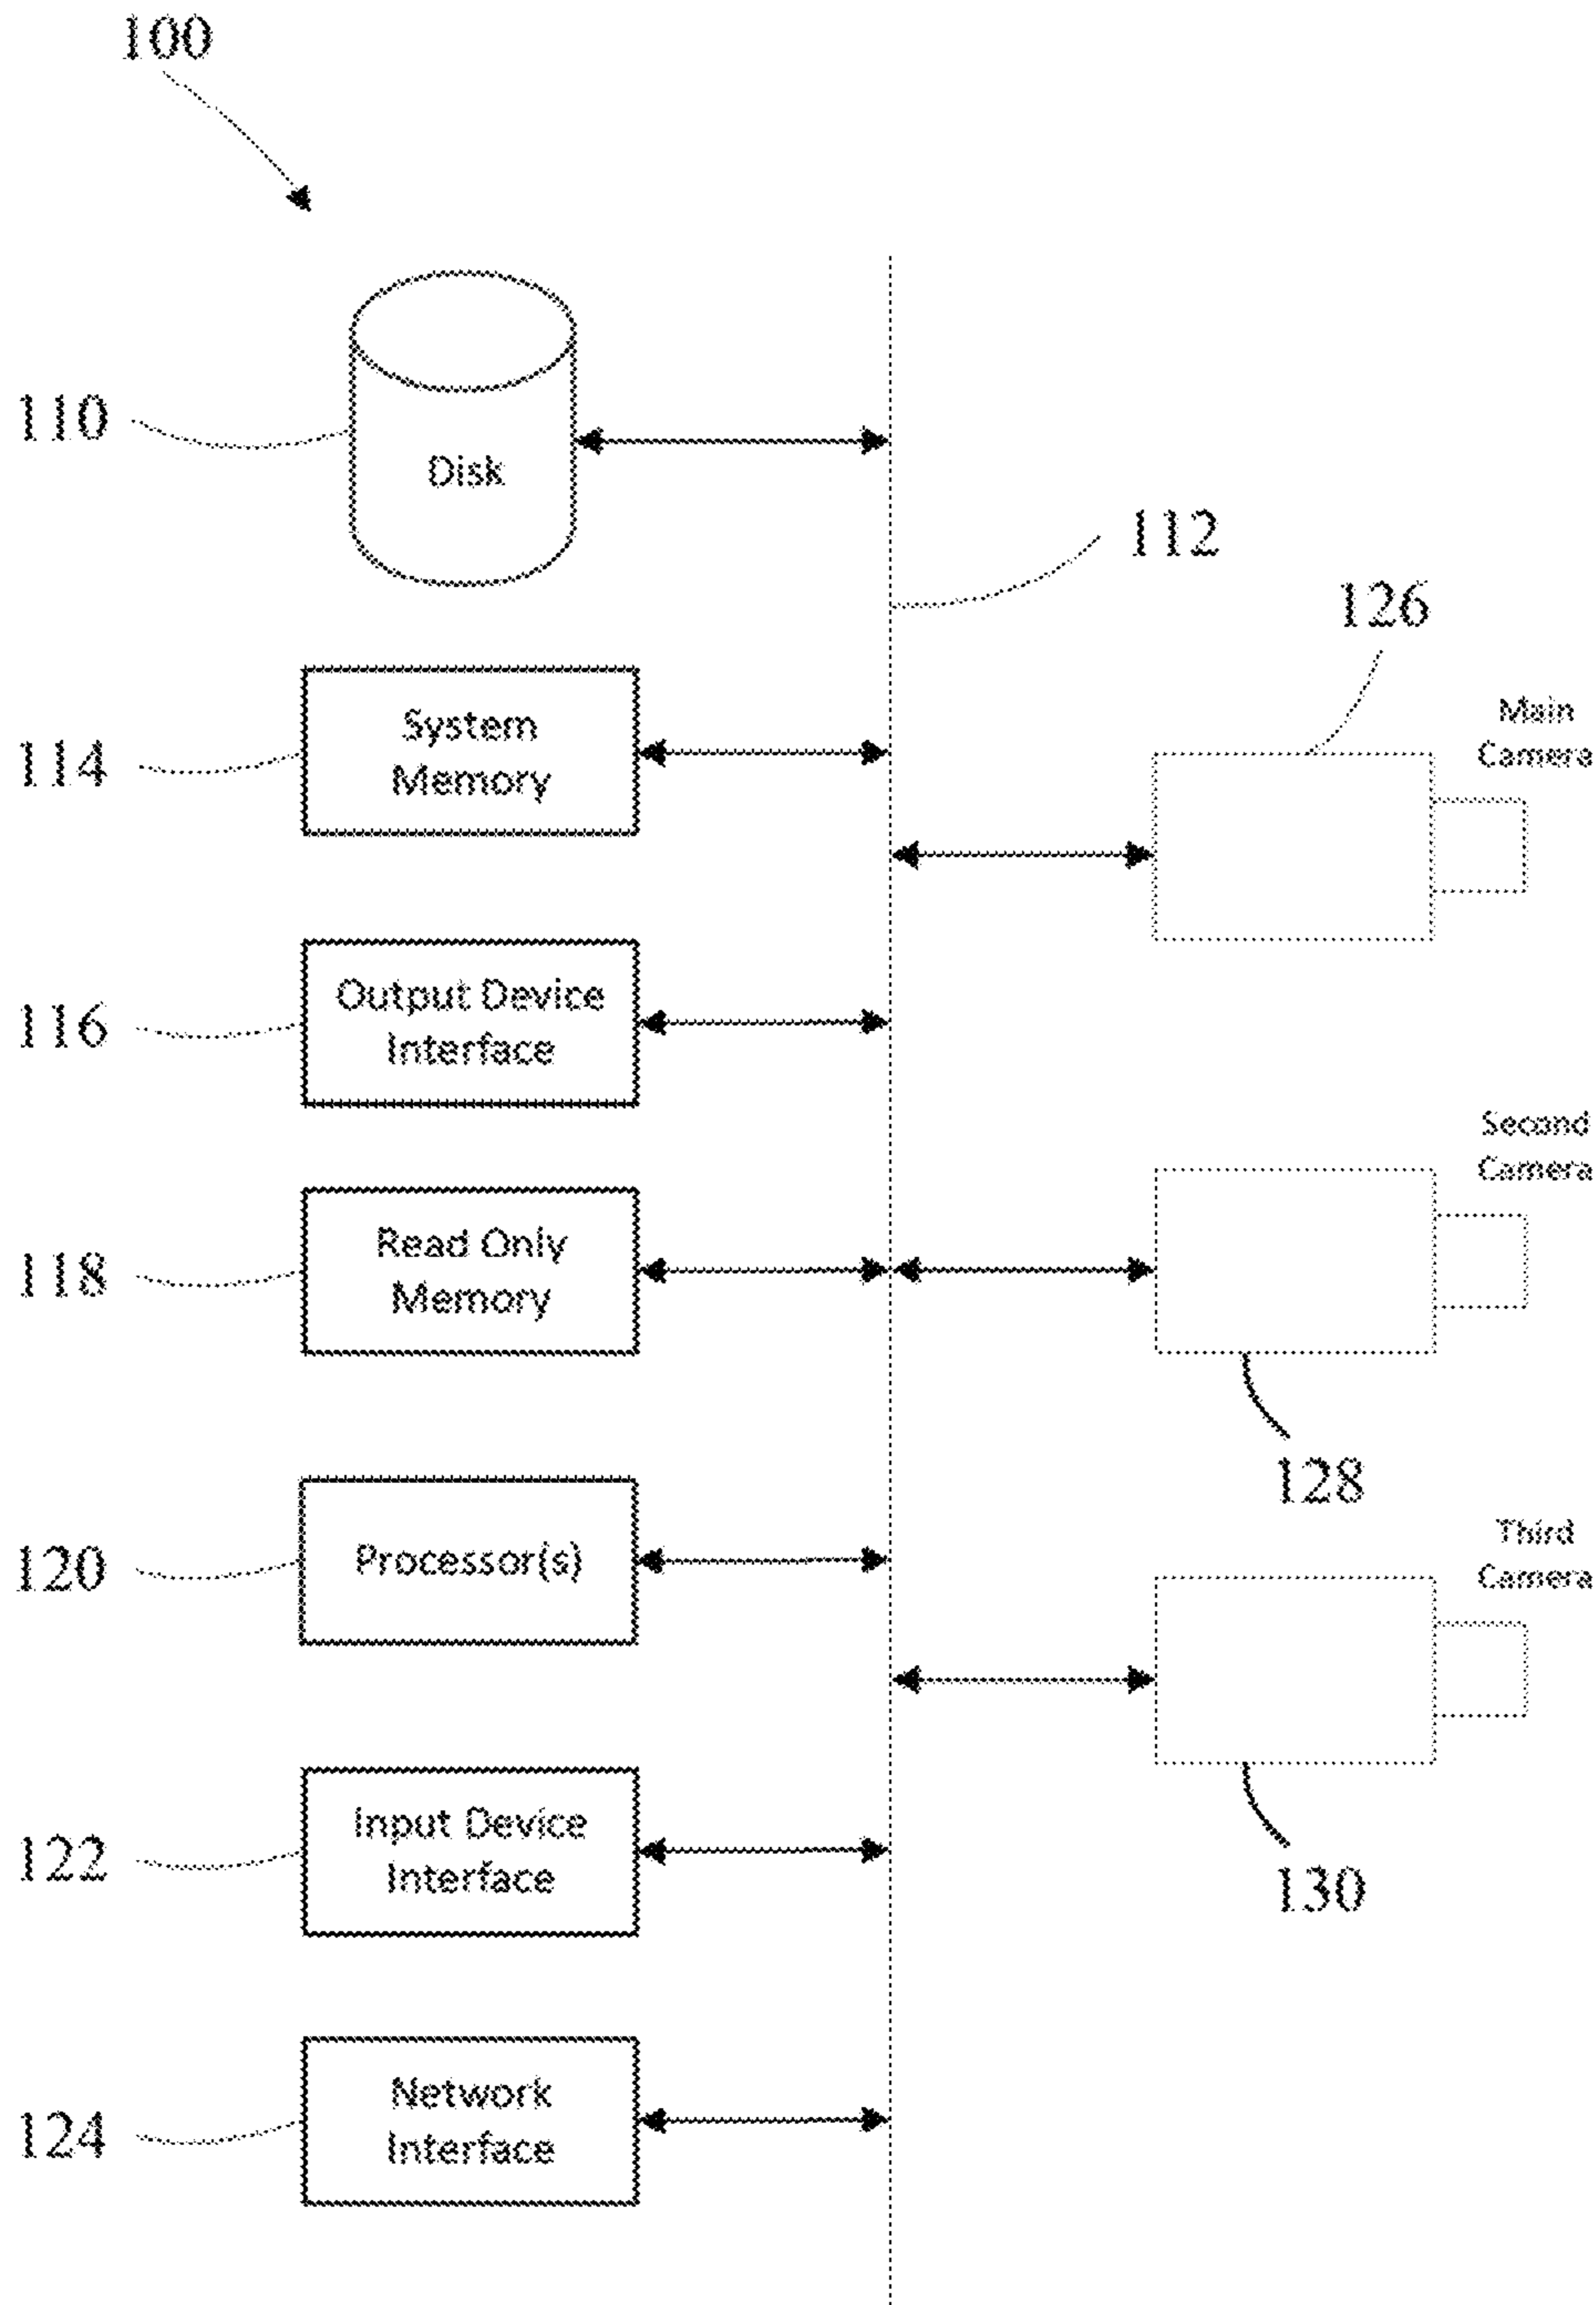 100
110
Disk
112
126
Main
Camera
114
System
Memory
116
Output Device
Interface
Second
Camera
118
Read Only
Memory
128
Third
Camera
120
Processor(s)
122
Input Device
Interface
130
124
Network
Interface